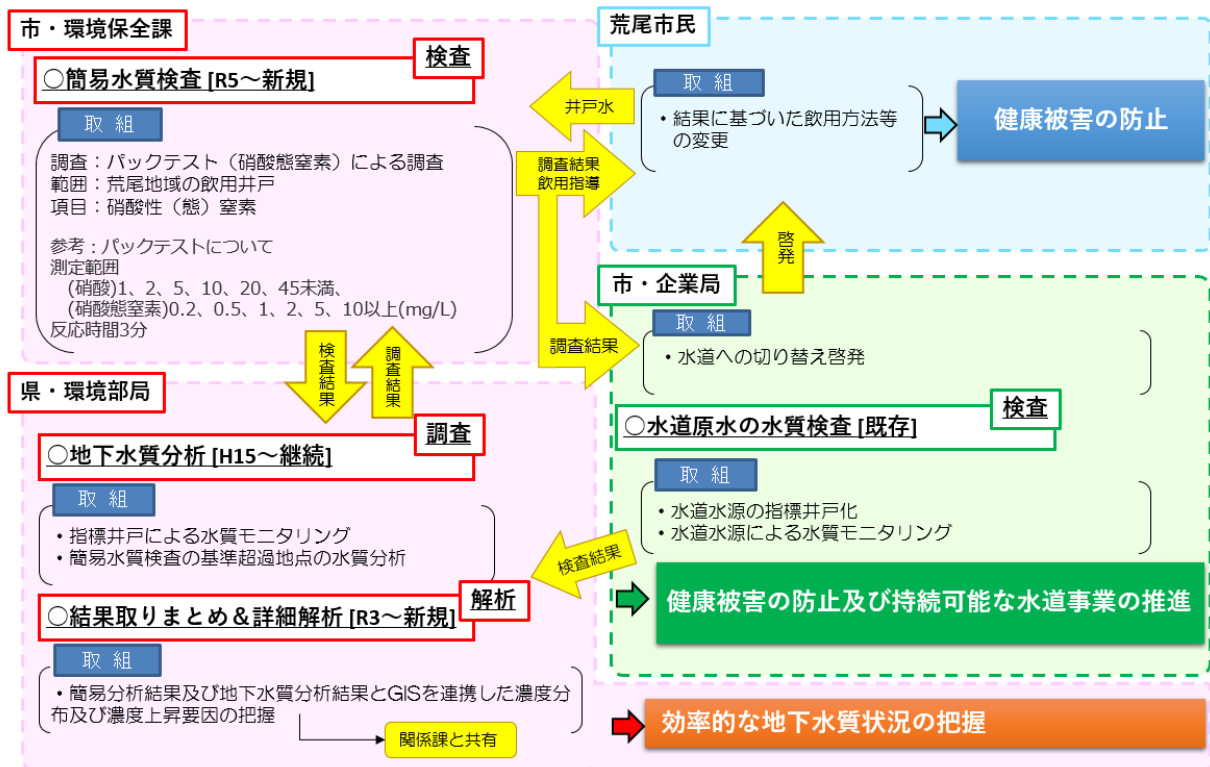 市・環境保全課
検査
○簡易水質検査 [R5～新規]
取 組
調査：パックテスト（硝酸態窒素）による調査
範囲：荒尾地域の飲用井戸
項目：硝酸性（態）窒素
参考：パックテストについて
測定範囲
(硝酸)1、2、5、10、20、45未満、
(硝酸態窒素)0.2、0.5、1、2、5、10以上(mg/L)
反応時間3分
井戸水
調査結果
飲用指導
調査結果
検査結果
調査結果
荒尾市民
取 組
・結果に基づいた飲用方法等
の変更
健康被害の防止
啓発
市・企業局
取 組
・水道への切り替え啓発
検査
○水道原水の水質検査 [既存]
取 組
・水道水源の指標井戸化
・水道水源による水質モニタリング
検査結果
健康被害の防止及び持続可能な水道事業の推進
県・環境部局
調査
○地下水質分析 [H15～継続]
取 組
・指標井戸による水質モニタリング
・簡易水質検査の基準超過地点の水質分析
解析
○結果取りまとめ＆詳細解析 [R3～新規]
取 組
・簡易分析結果及び地下水質分析結果とGISを連携した濃度分
布及び濃度上昇要因の把握
関係課と共有
効率的な地下水質状況の把握